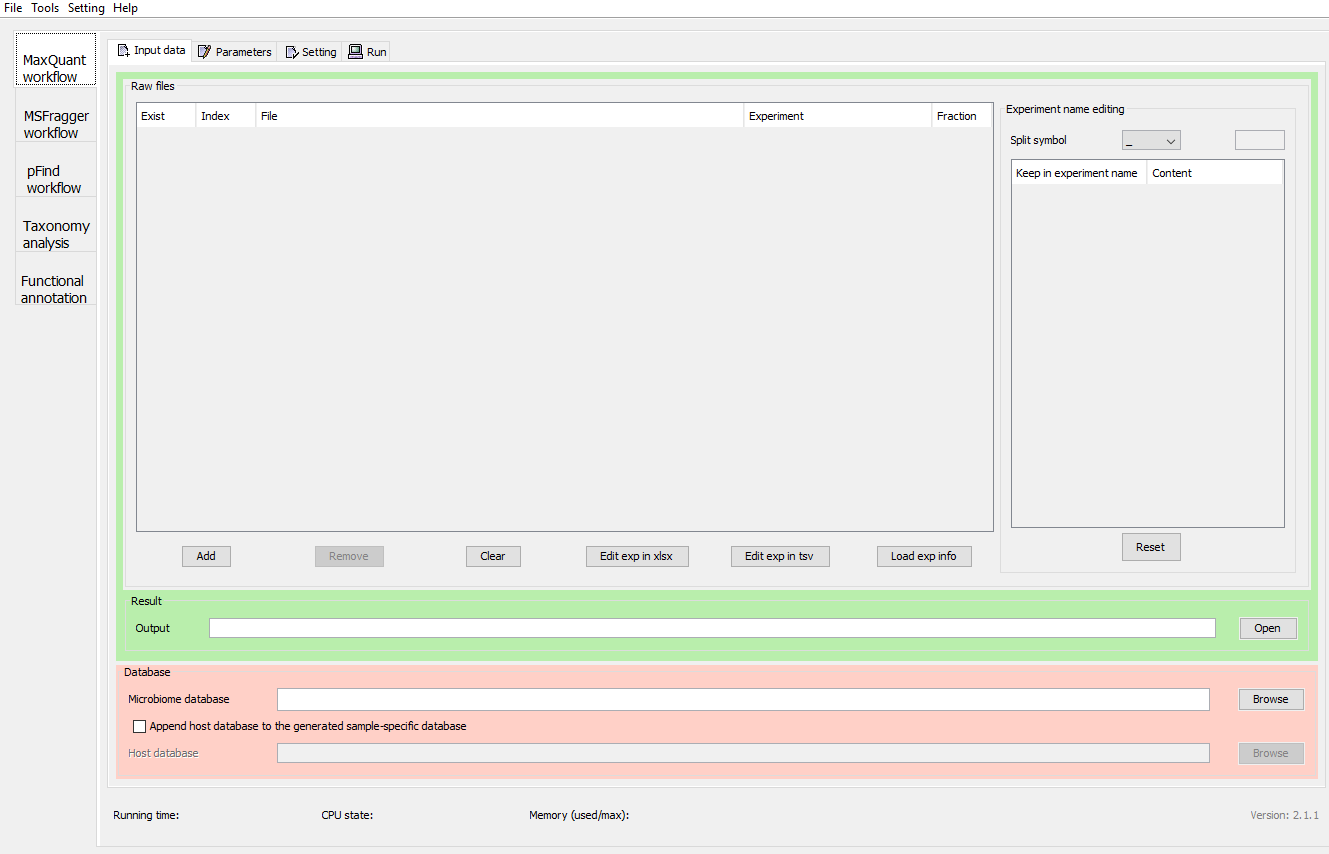 File Tools Setting Help
MaxQuant
workflow
MSFragger
workflow
pFind
workflow
Taxonomy
analysis
Functional
annotation
Input data Parameters Setting Run
Raw files
Exist Index File Experiment Fraction
Experiment name editing
Split symbol _
Keep in experiment name Content
Add Remove Clear Edit exp in xlsx Edit exp in tsv Load exp info
Reset
Result
Output Open
Database
Microbiome database Browse
Append host database to the generated sample-specific database
Host database Browse
Running time: CPU state: Memory (used/max): Version: 2.1.1